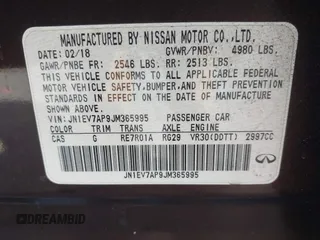 MANUFACTURED BY NISSAN MOTOR CO.,LTD.
DATE: 02/18 GVWR/PNBV: 4980 LBS.
GAWR/PNBE FR: 2546 LBS. RR: 2513 LBS.
THIS VEHICLE CONFORMS TO ALL APPLICABLE FEDERAL
MOTOR VEHICLE SAFETY,BUMPER,AND THEFT PREVENTION
STANDARDS IN EFFECT ON THE DATE OF MANUFACTURE
SHOWN ABOVE.
VIN: JN1EV7AP9JM365995 PASSENGER CAR
COLOR TRIM TRANS AXLE ENGINE
CAS G RE7R01A RG29 VR30(DDTT) 2997CC
JN1EV7AP9JM365995
INFINITI
© DREAMBID